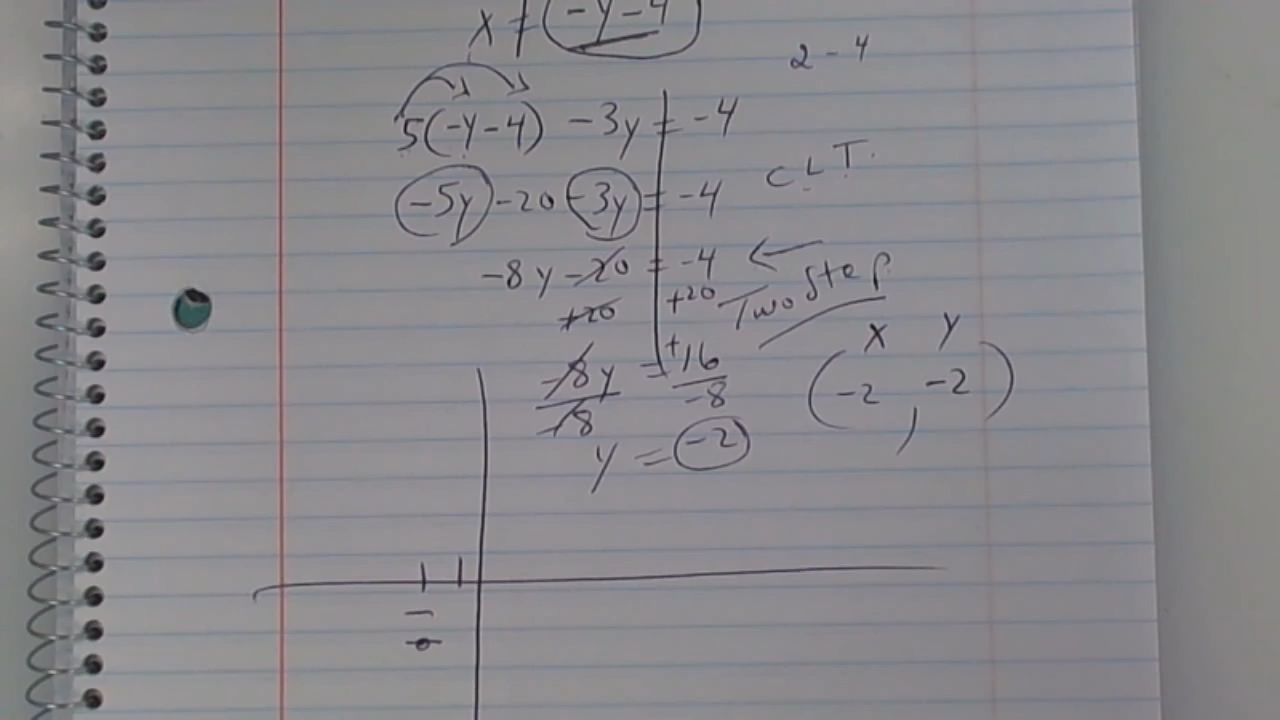 x = -y - 4
2 - 4
5(-y - 4) - 3y = -4
-5y - 20 - 3y = -4
C.L.T.
-8y - 20 = -4
+20 +20
Two Step
-8y = +16
-8 -8
x y
(-2, -2)
y = -2